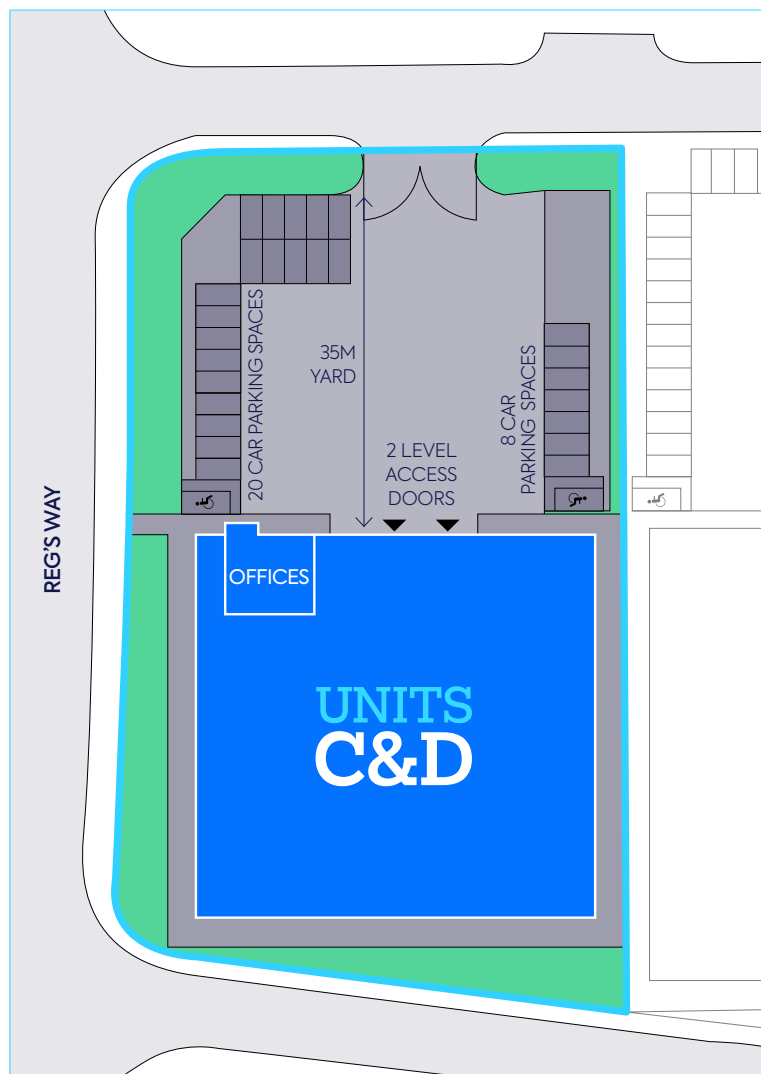 20 CAR PARKING SPACES
35M
YARD
8 CAR
PARKING SPACES
2 LEVEL
ACCESS
DOORS
REG'S WAY
OFFICES
UNITS
C&D